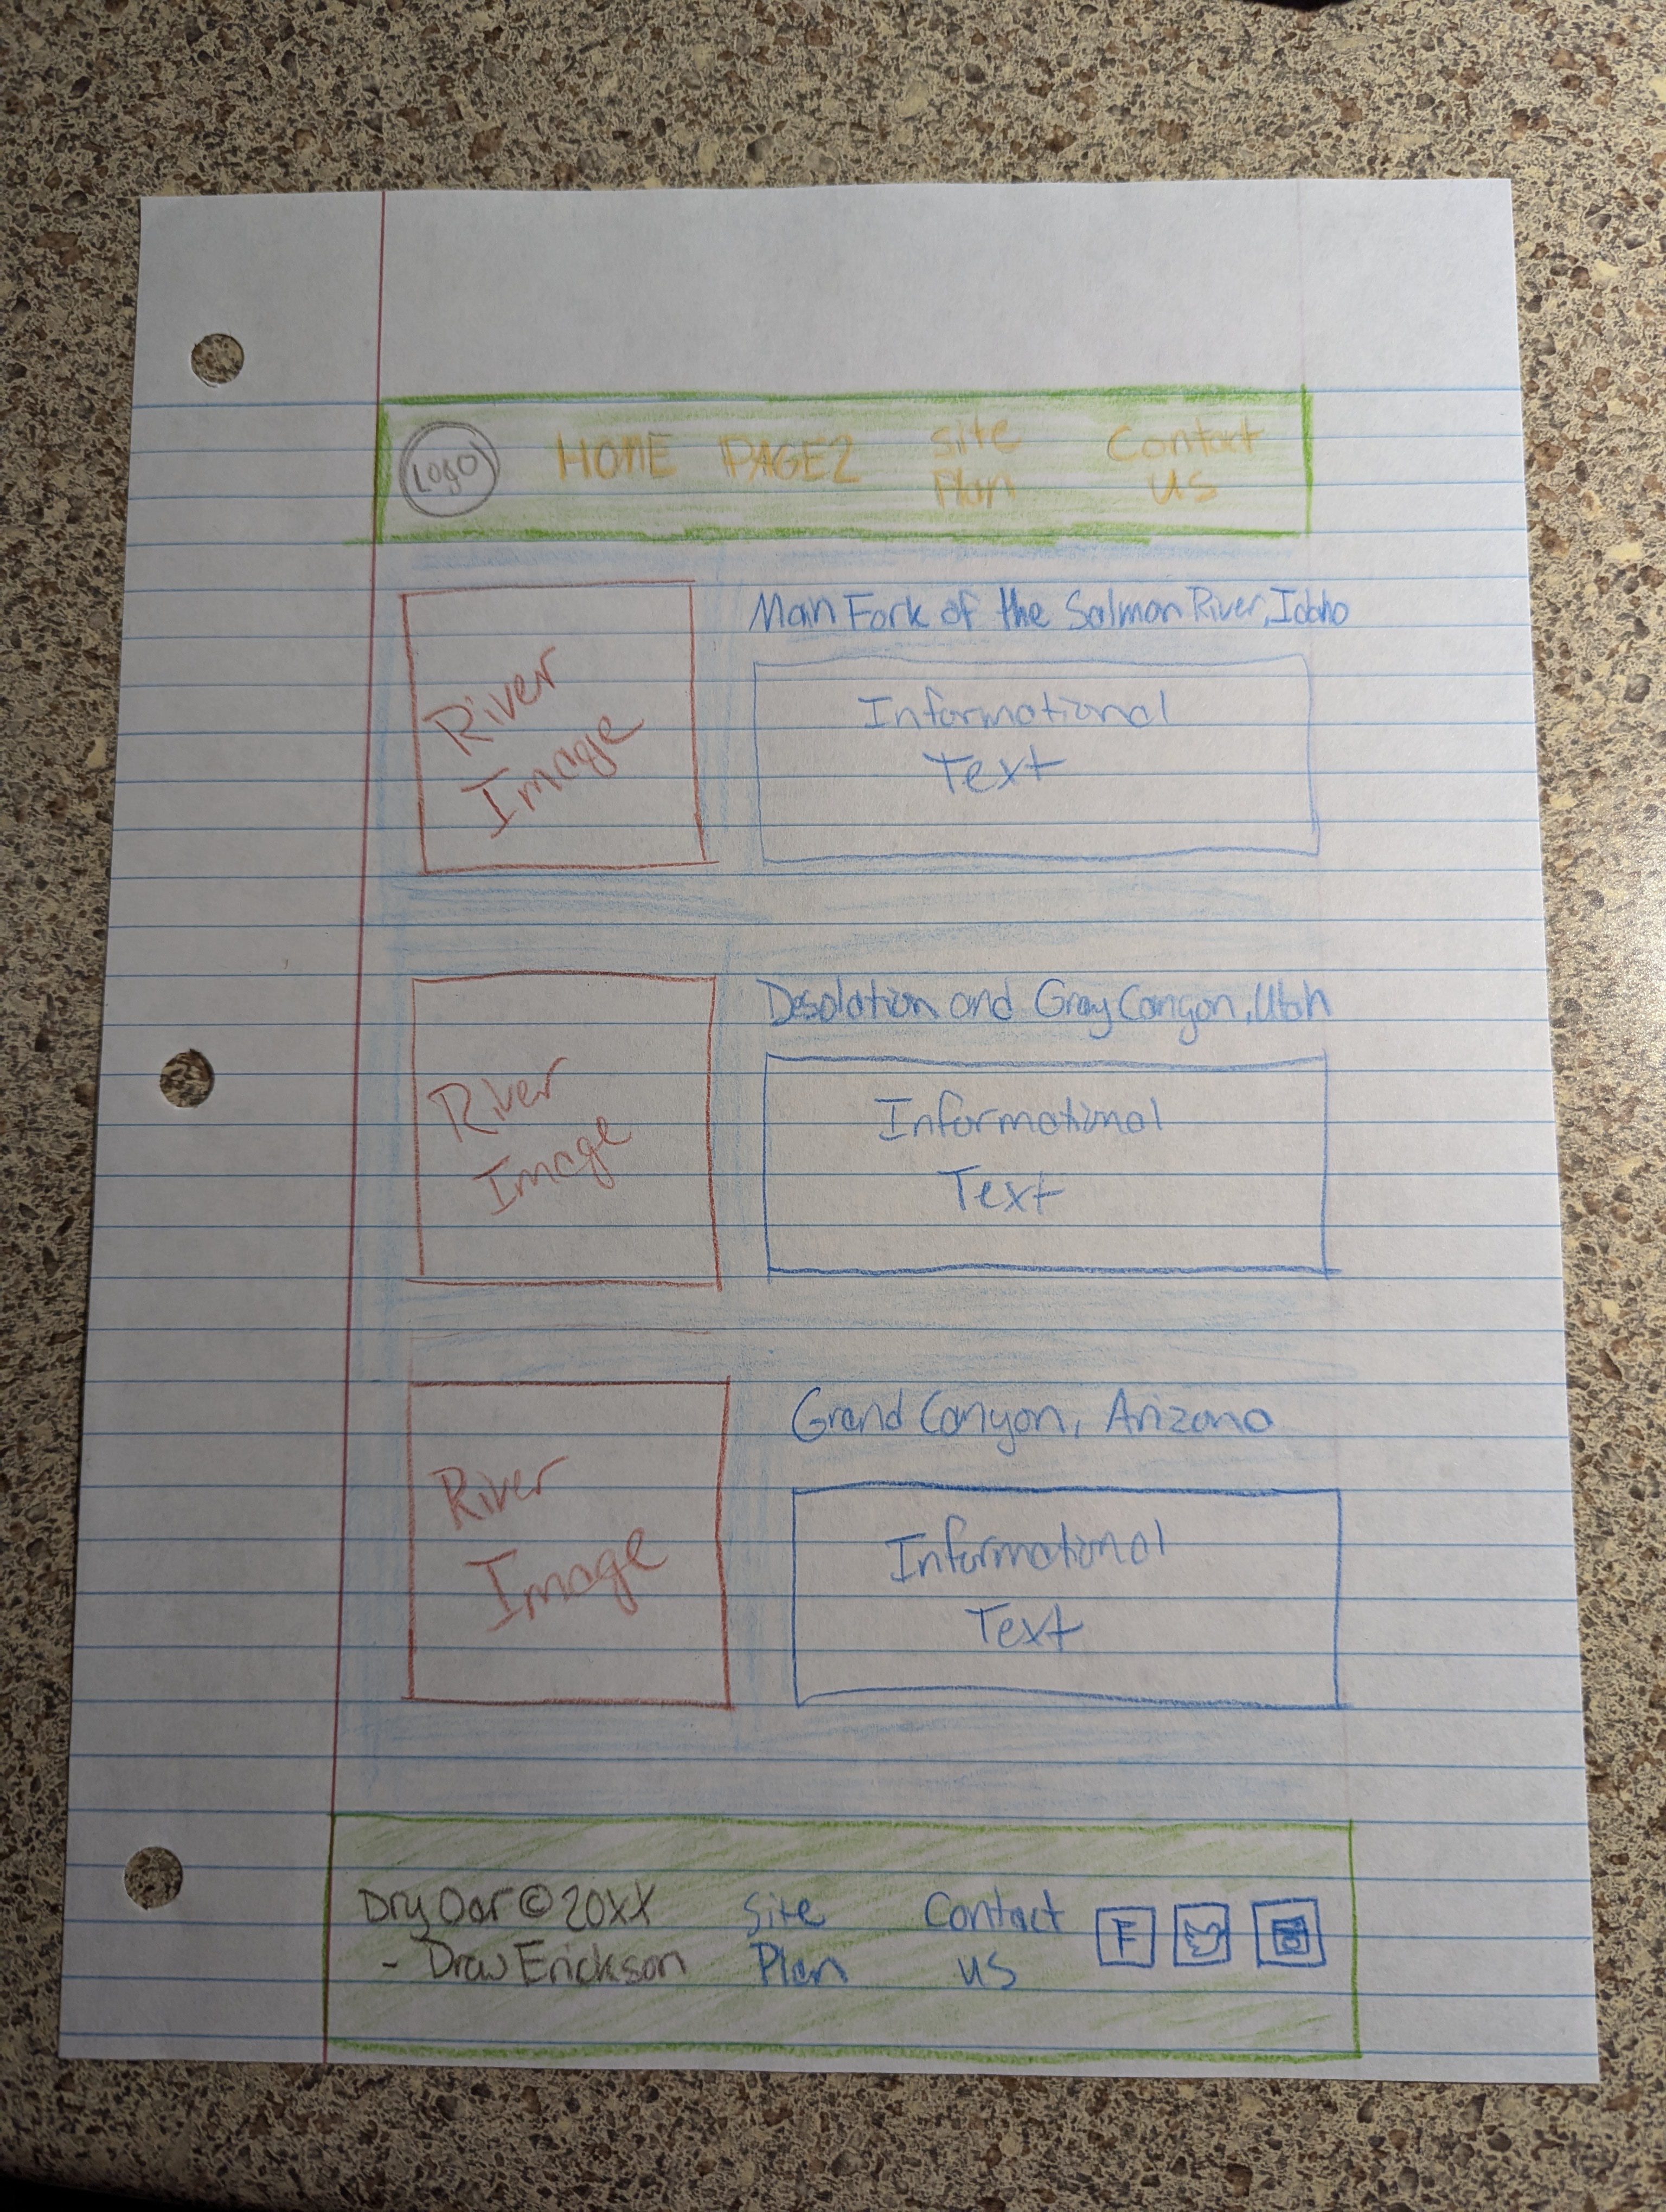 Logo HOME PAGE2 Site Plan Contact Us
Main Fork of the Salmon River, Idaho
River Image
Informational
Text
Desolation and Gray Canyon, Utah
River Image
Informational
Text
Grand Canyon, Arizona
River Image
Informational
Text
Dry Oar © 20XX Site Contact F
- Draw Erickson Plan us